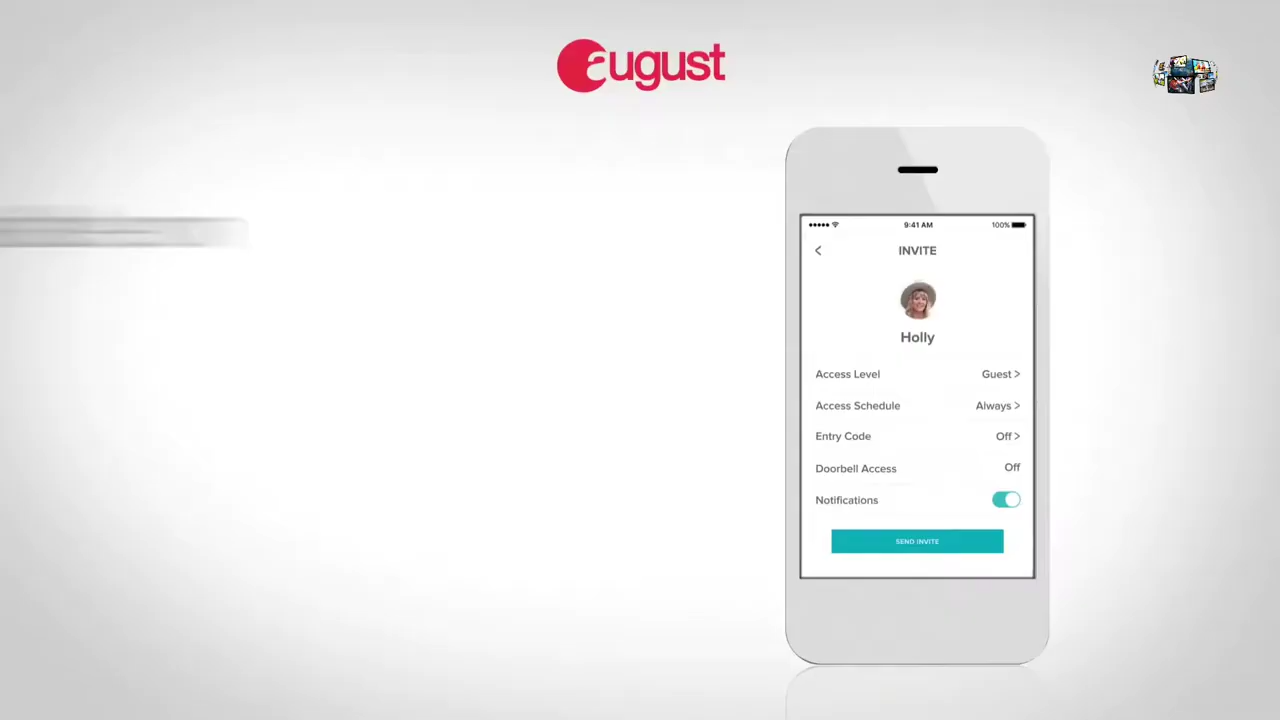 august
9:41 AM 100%
INVITE
Holly
Access Level Guest >
Access Schedule Always >
Entry Code Off >
Doorbell Access Off
Notifications
SEND INVITE